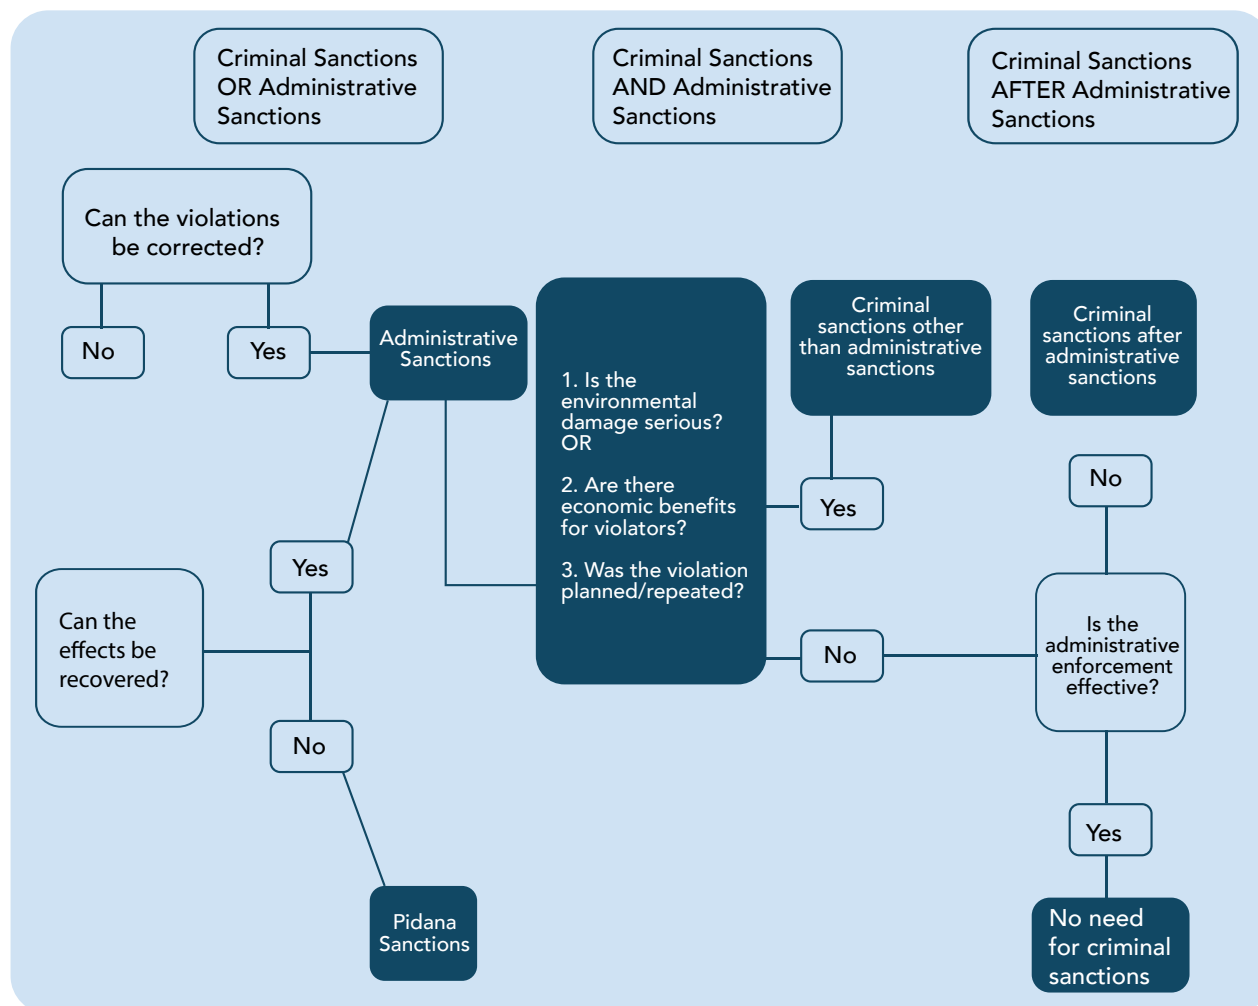 Criminal Sanctions
OR Administrative
Sanctions
Criminal Sanctions
AND Administrative
Sanctions
Criminal Sanctions
AFTER Administrative
Sanctions
Can the violations
be corrected?
No
Yes
Administrative
Sanctions
1. Is the
environmental
damage serious?
OR
2. Are there
economic benefits
for violators?
3. Was the violation
planned/repeated?
Criminal
sanctions other
than administrative
sanctions
Criminal
sanctions after
administrative
sanctions
Yes
No
Yes
Can the
effects be
recovered?
No
No
Is the
administrative
enforcement
effective?
Yes
Pidana
Sanctions
No need
for criminal
sanctions